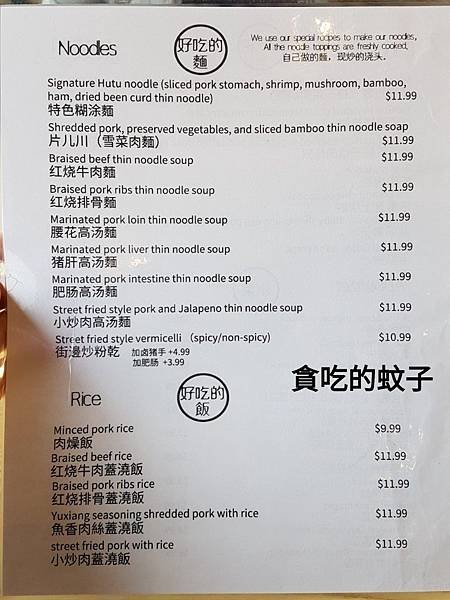 Noodles
好吃的
麵
We use our special recipes to make our noodles,
All the noodle toppings are freshly cooked.
自己做的麵，现炒的浇头.
Signature Hutu noodle (sliced pork stomach, shrimp, mushroom, bamboo,
ham, dried been curd thin noodle) $11.99
特色糊涂麵
Shredded pork, preserved vegetables, and sliced bamboo thin noodle soap
片儿川（雪菜肉麵） $11.99
Braised beef thin noodle soup $11.99
红烧牛肉麵
Braised pork ribs thin noodle soup $11.99
红烧排骨麵
Marinated pork loin thin noodle soup $11.99
腰花高汤麵
Marinated pork liver thin noodle soup $11.99
猪肝高汤麵
Marinated pork intestine thin noodle soup $11.99
肥肠高汤麵
Street fried style pork and Jalapeno thin noodle soup $11.99
小炒肉高汤麵
Street fried style vermicelli （spicy/non-spicy) $10.99
街邊炒粉乾 加卤猪手 +4.99
加肥肠 +3.99
貪吃的蚊子
Rice
好吃的
飯
Minced pork rice $9.99
肉燥飯
Braised beef rice $11.99
红烧牛肉蓋澆飯
Braised pork ribs rice $11.99
红烧排骨蓋澆飯
Yuxiang seasoning shredded pork with rice $11.99
魚香肉絲蓋澆飯
street fried pork with rice $11.99
小炒肉蓋澆飯